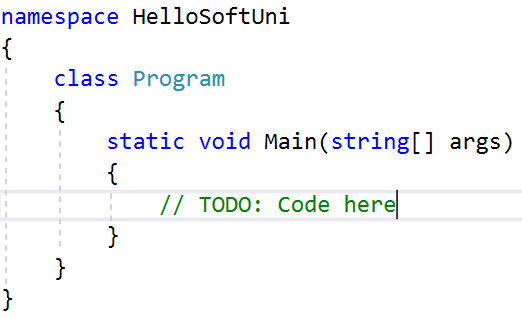 namespace HelloSoftUni
{
    class Program
    {
        static void Main(string[] args)
        {
            // TODO: Code here
        }
    }
}